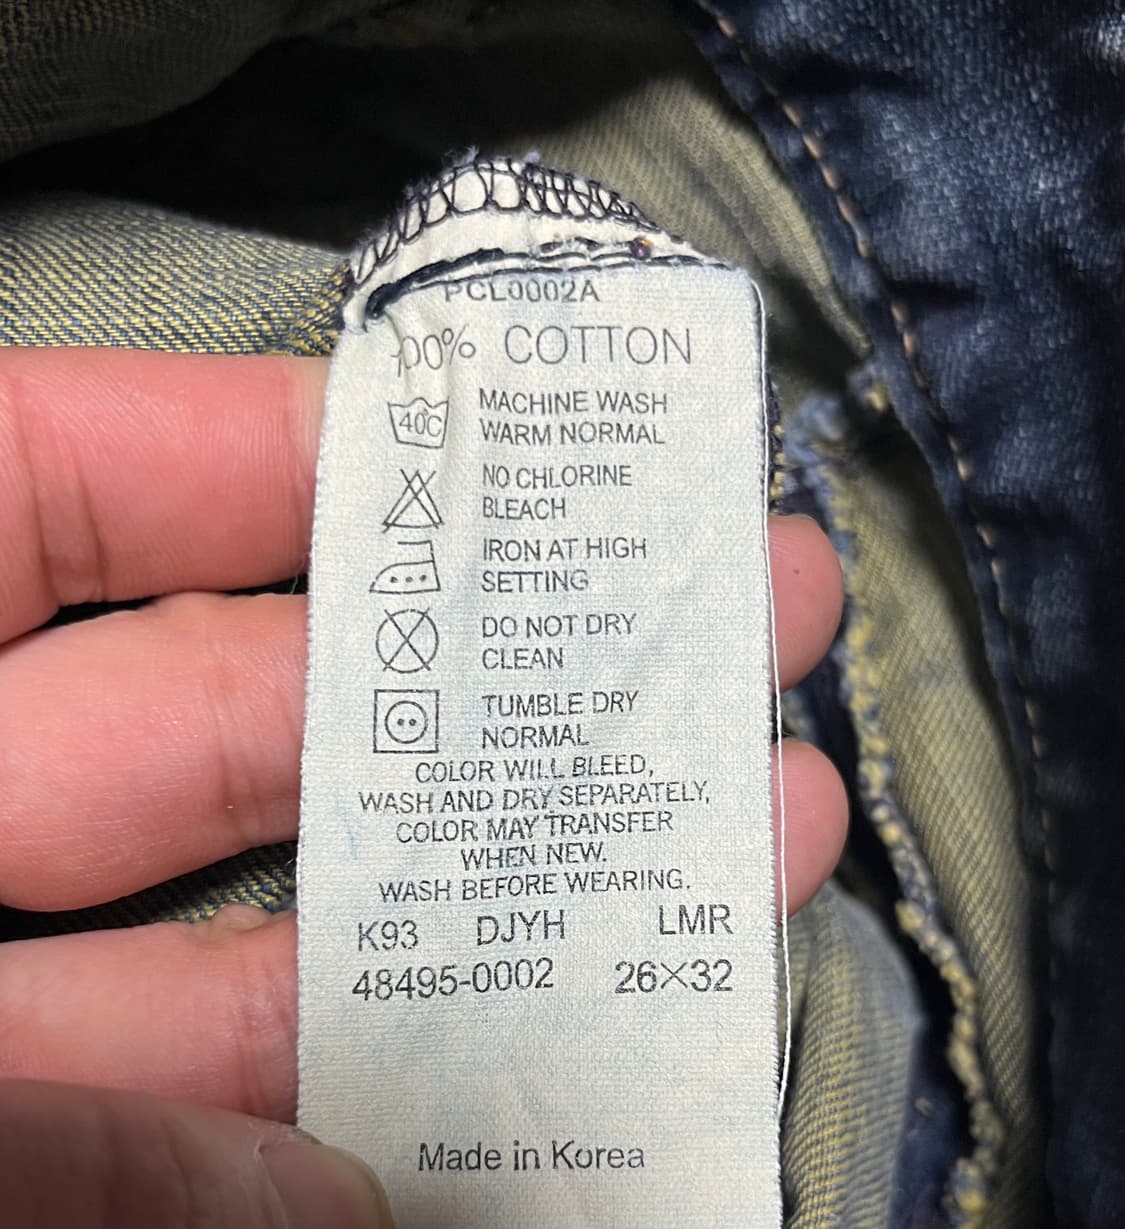 PCL0002A
100% COTTON
40C
MACHINE WASH
WARM NORMAL
NO CHLORINE
BLEACH
IRON AT HIGH
SETTING
DO NOT DRY
CLEAN
TUMBLE DRY
NORMAL
COLOR WILL BLEED,
WASH AND DRY SEPARATELY,
COLOR MAY TRANSFER
WHEN NEW.
WASH BEFORE WEARING.
K93 DJYH LMR
48495-0002 26×32
Made in Korea